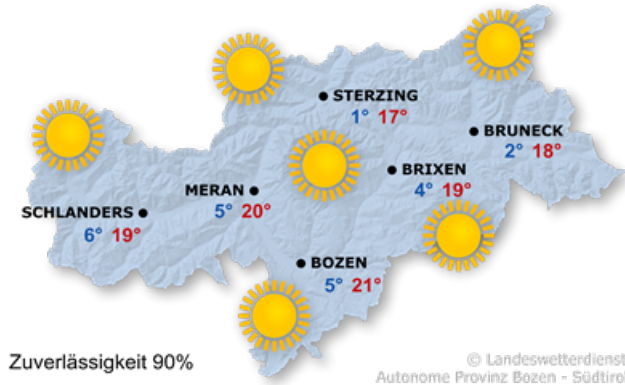 STERZING
1° 17°
BRUNECK
2° 18°
BRIXEN
4° 19°
MERAN
5° 20°
SCHLANDERS
6° 19°
BOZEN
5° 21°
Zuverlässigkeit 90%
© Landeswetterdienst
Autonome Provinz Bozen - Südtirol